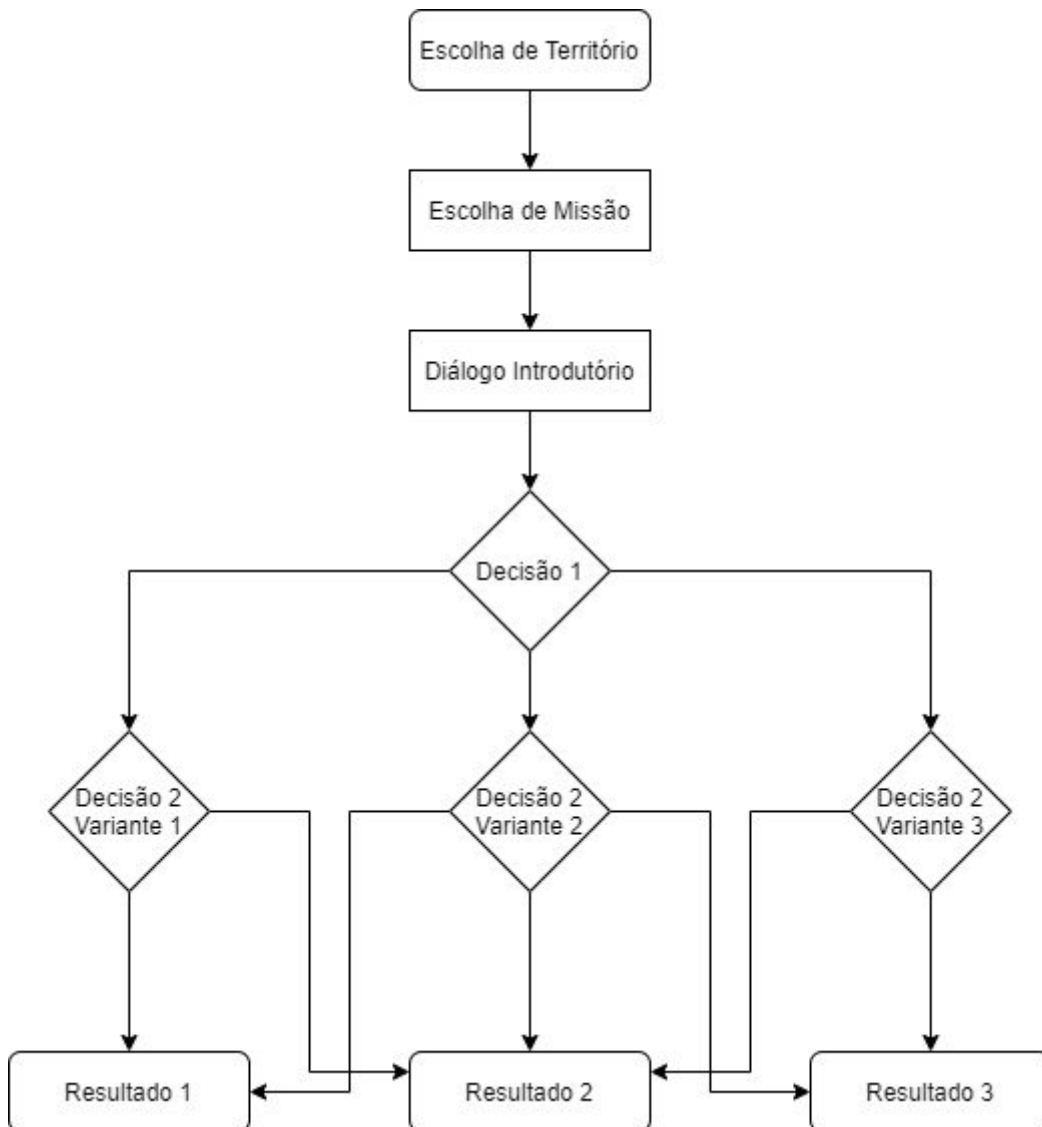 Escolha de Território
Escolha de Missão
Diálogo Introdutório
Decisão 1
Decisão 2
Variante 1
Decisão 2
Variante 2
Decisão 2
Variante 3
Resultado 1
Resultado 2
Resultado 3